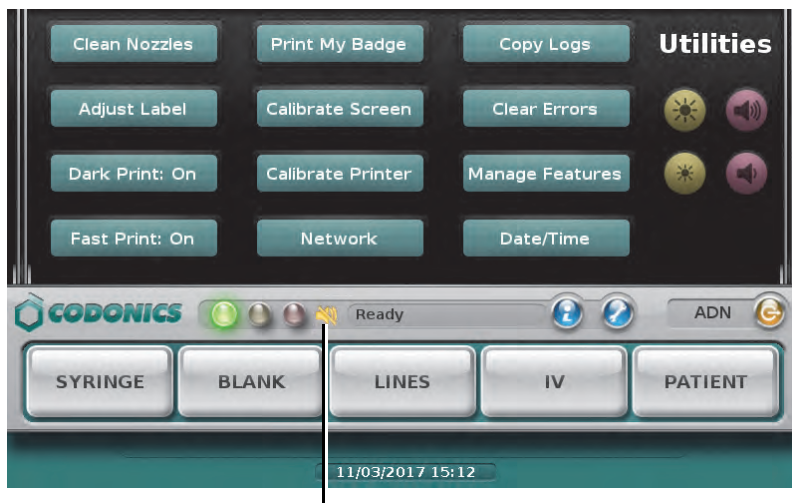 Clean Nozzles Print My Badge Copy Logs Utilities
Adjust Label Calibrate Screen Clear Errors
Dark Print: On Calibrate Printer Manage Features
Fast Print: On Network Date/Time
CODONICS Ready ADN
SYRINGE BLANK LINES IV PATIENT
11/03/2017 15:12